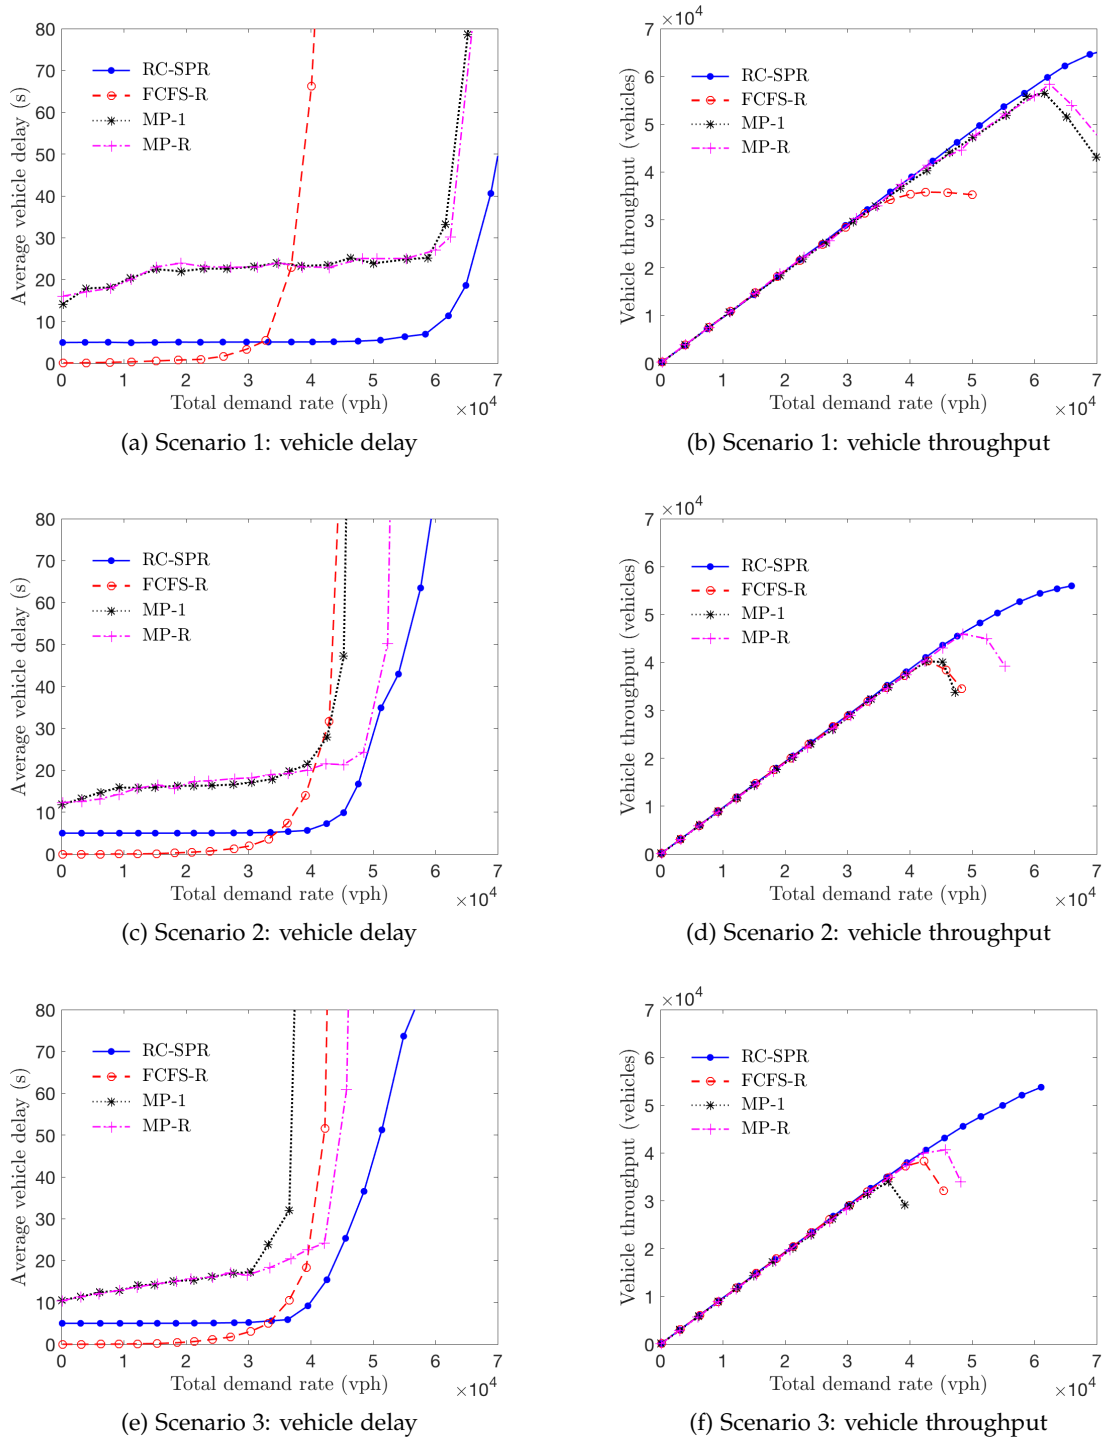 80
70
60
50
40
30
20
10
0
Average vehicle delay (s)
RC-SPR
FCFS-R
MP-1
MP-R
0 1 2 3 4 5 6 7
Total demand rate (vph)
×10^4
(a) Scenario 1: vehicle delay
×10^4
7
6
5
4
3
2
1
0
Vehicle throughput (vehicles)
RC-SPR
FCFS-R
MP-1
MP-R
0 1 2 3 4 5 6 7
Total demand rate (vph)
×10^4
(b) Scenario 1: vehicle throughput
80
70
60
50
40
30
20
10
0
Average vehicle delay (s)
RC-SPR
FCFS-R
MP-1
MP-R
0 1 2 3 4 5 6 7
Total demand rate (vph)
×10^4
(c) Scenario 2: vehicle delay
×10^4
7
6
5
4
3
2
1
0
Vehicle throughput (vehicles)
RC-SPR
FCFS-R
MP-1
MP-R
0 1 2 3 4 5 6 7
Total demand rate (vph)
×10^4
(d) Scenario 2: vehicle throughput
80
70
60
50
40
30
20
10
0
Average vehicle delay (s)
RC-SPR
FCFS-R
MP-1
MP-R
0 1 2 3 4 5 6 7
Total demand rate (vph)
×10^4
(e) Scenario 3: vehicle delay
×10^4
7
6
5
4
3
2
1
0
Vehicle throughput (vehicles)
RC-SPR
FCFS-R
MP-1
MP-R
0 1 2 3 4 5 6 7
Total demand rate (vph)
×10^4
(f) Scenario 3: vehicle throughput